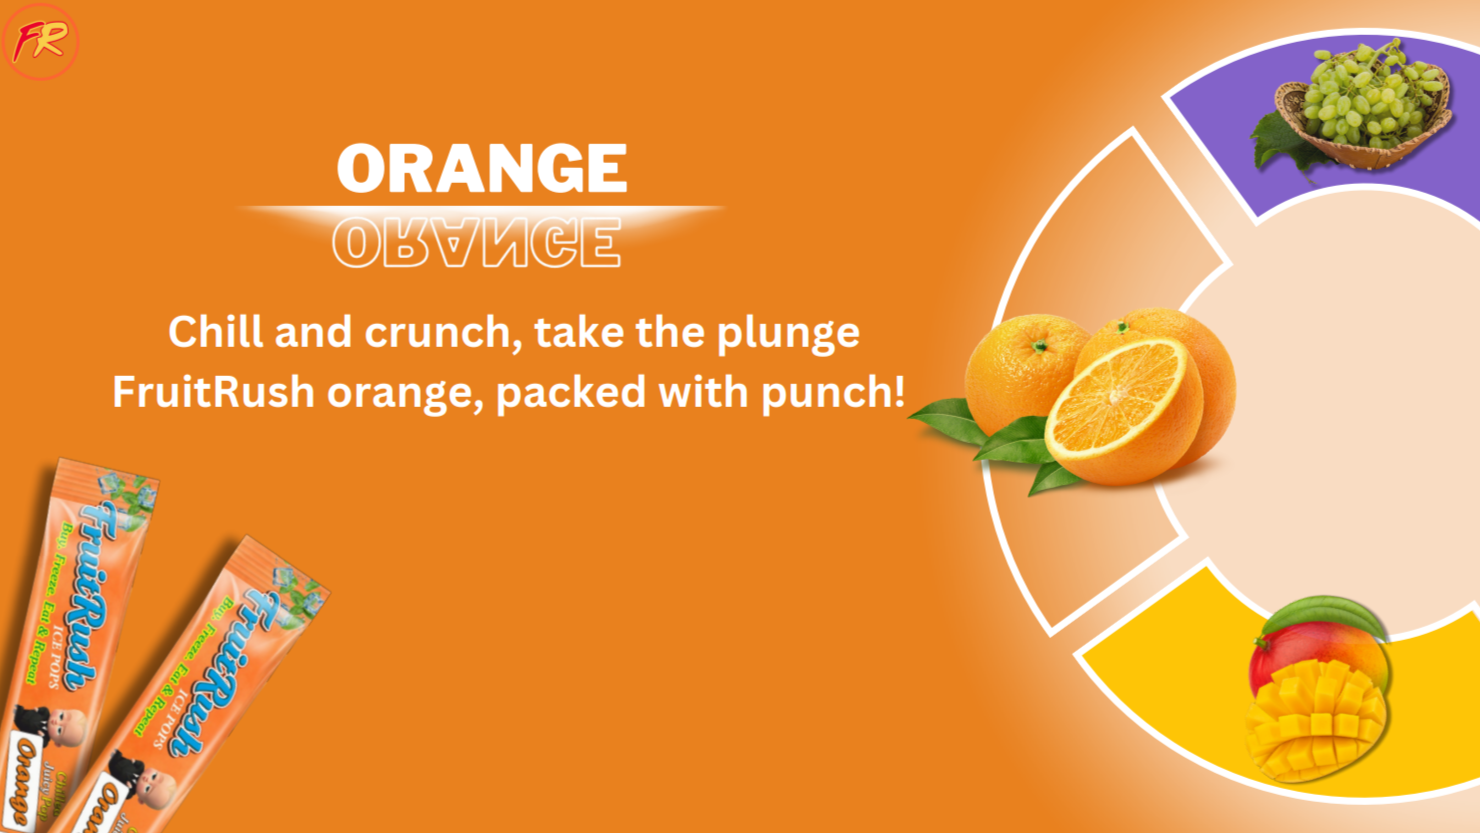 FR
ORANGE
ORANGE
Chill and crunch, take the plunge
FruitRush orange, packed with punch!
FruitRush
ICE POPS
Buy, Freeze, Eat & Repeat
Orange
FruitRush
ICE POPS
Buy, Freeze, Eat & Repeat